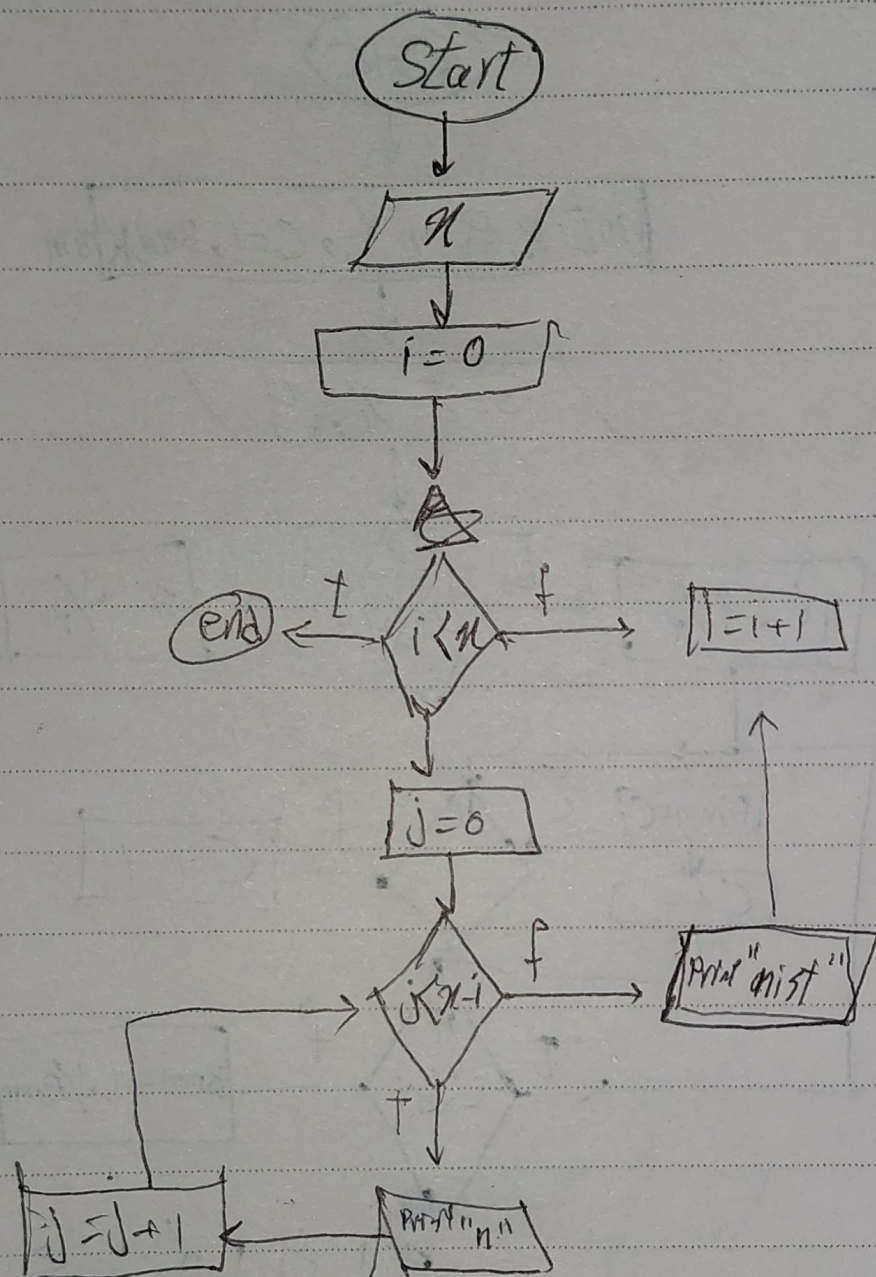 Start
x
i = 0
end
t
i < x
f
i = i + 1
j = 0
j < x - i
f
Print "nist"
T
Print "n"
j = j + 1